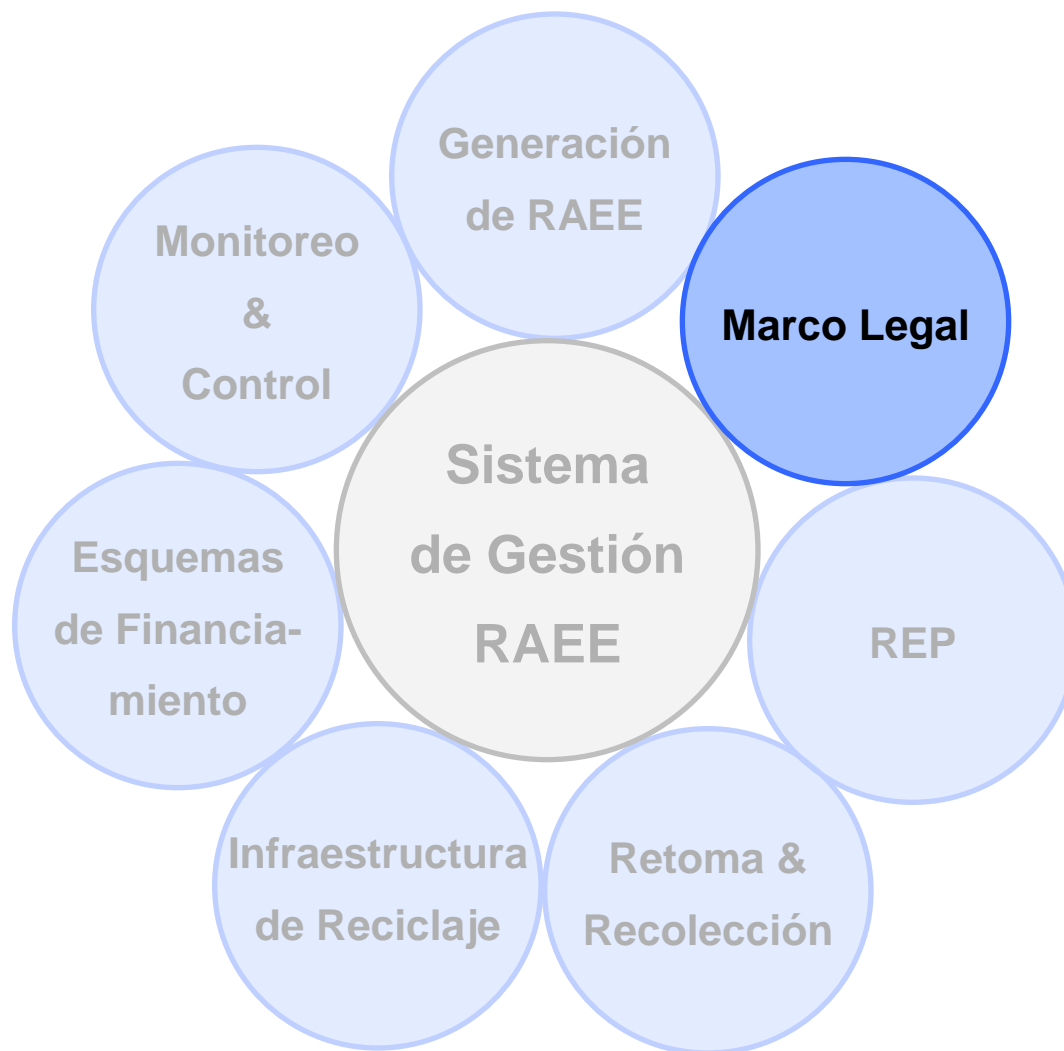 Generación
de RAEE
Marco Legal
REP
Retoma &
Recolección
Infraestructura
de Reciclaje
Esquemas
de Financia-
miento
Monitoreo
&
Control
Sistema
de Gestión
RAEE